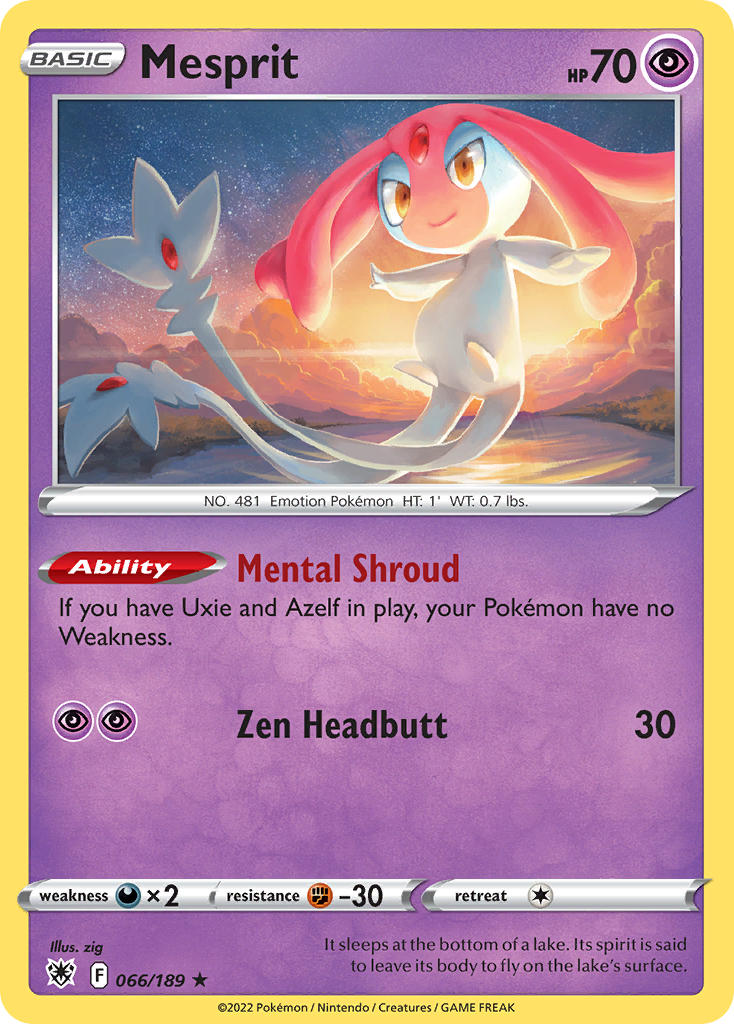 BASIC
Mesprit
HP 70
NO. 481 Emotion Pokémon HT: 1' WT: 0.7 lbs.
Ability
Mental Shroud
If you have Uxie and Azelf in play, your Pokémon have no
Weakness.
Zen Headbutt 30
weakness ×2 resistance -30 retreat
Illus. zig
It sleeps at the bottom of a lake. Its spirit is said
to leave its body to fly on the lake's surface.
F 066/189 ★
©2022 Pokémon / Nintendo / Creatures / GAME FREAK